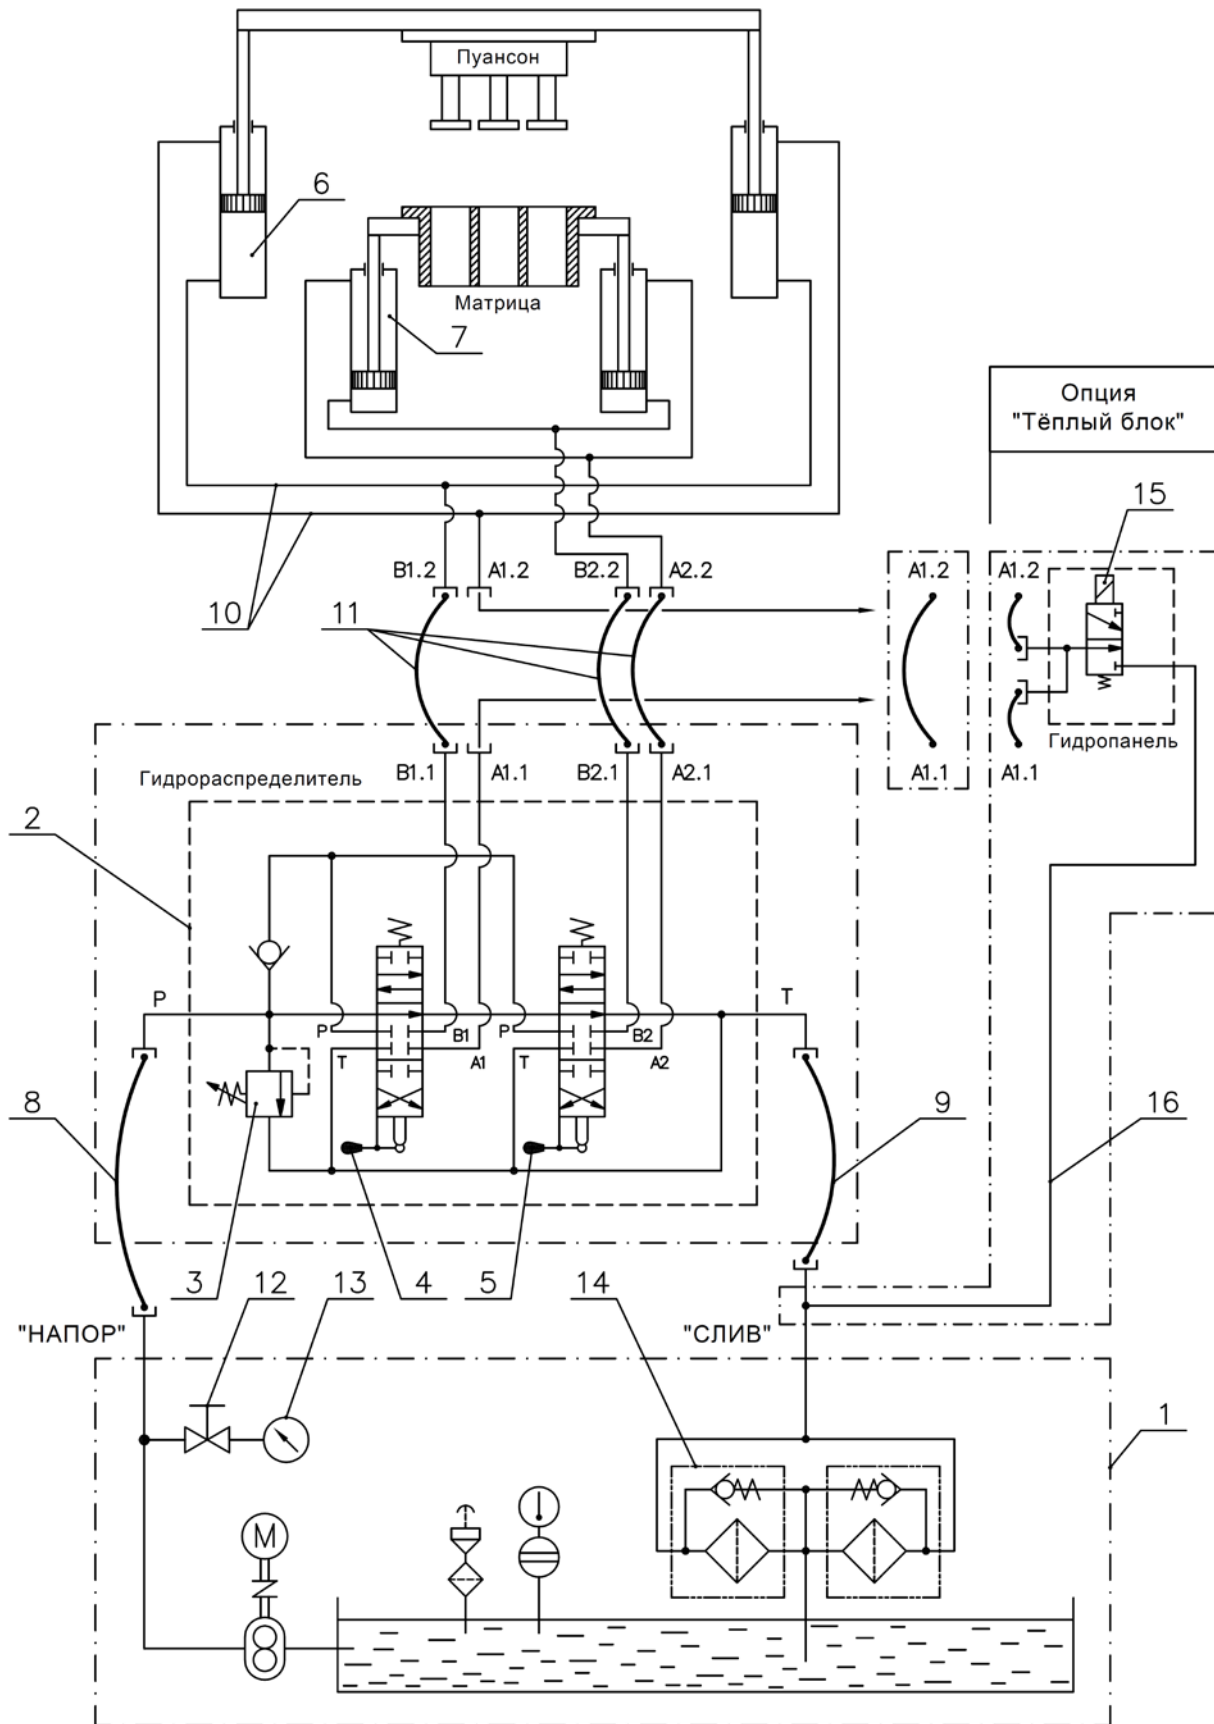 Пуансон
6
Матрица
7
Опция
"Тёплый блок"
15
B1.2
A1.2
B2.2
A2.2
A1.2
A1.2
10
11
Гидропанель
B1.1
A1.1
B2.1
A2.1
A1.1
A1.1
Гидрораспределитель
2
P
T
P
B1
P
B2
T
A1
T
A2
8
9
16
3
12
13
4
5
14
"НАПОР"
"СЛИВ"
1
M